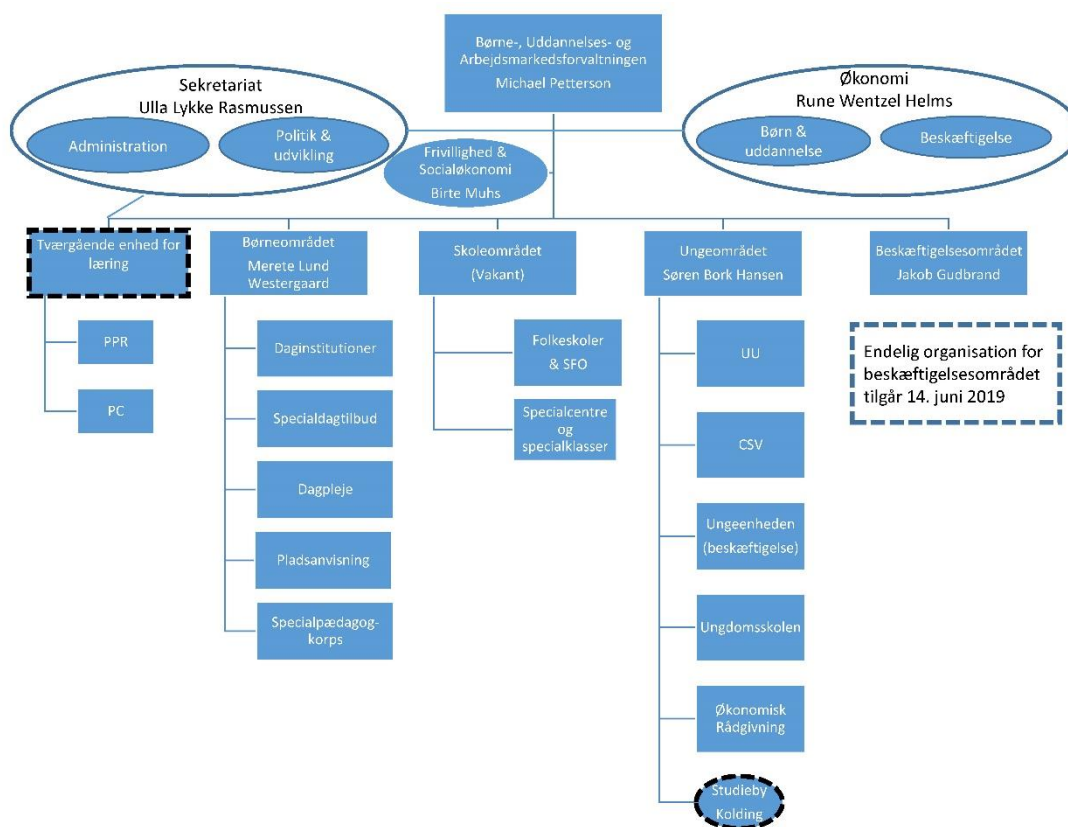 Børne-, Uddannelses- og
Arbejdsmarkedsforvaltningen
Michael Petterson
Sekretariat
Ulla Lykke Rasmussen
Administration
Politik &
udvikling
Økonomi
Rune Wentzel Helms
Børn &
uddannelse
Beskæftigelse
Frivillighed &
Socialøkonomi
Birte Muhs
Tværgående enhed for
læring
PPR
PC
Børneområdet
Merete Lund
Westergaard
Daginstitutioner
Specialdagtilbud
Dagpleje
Pladsanvisning
Specialpædagog-
korps
Skoleområdet
(Vakant)
Folkeskoler
& SFO
Specialcentre
og
specialklasser
Ungeområdet
Søren Bork Hansen
UU
CSV
Ungeenheden
(beskæftigelse)
Ungdomsskolen
Økonomisk
Rådgivning
Studieby
Kolding
Beskæftigelsesområdet
Jakob Gudbrand
Endelig organisation for
beskæftigelsesområdet
tilgår 14. juni 2019